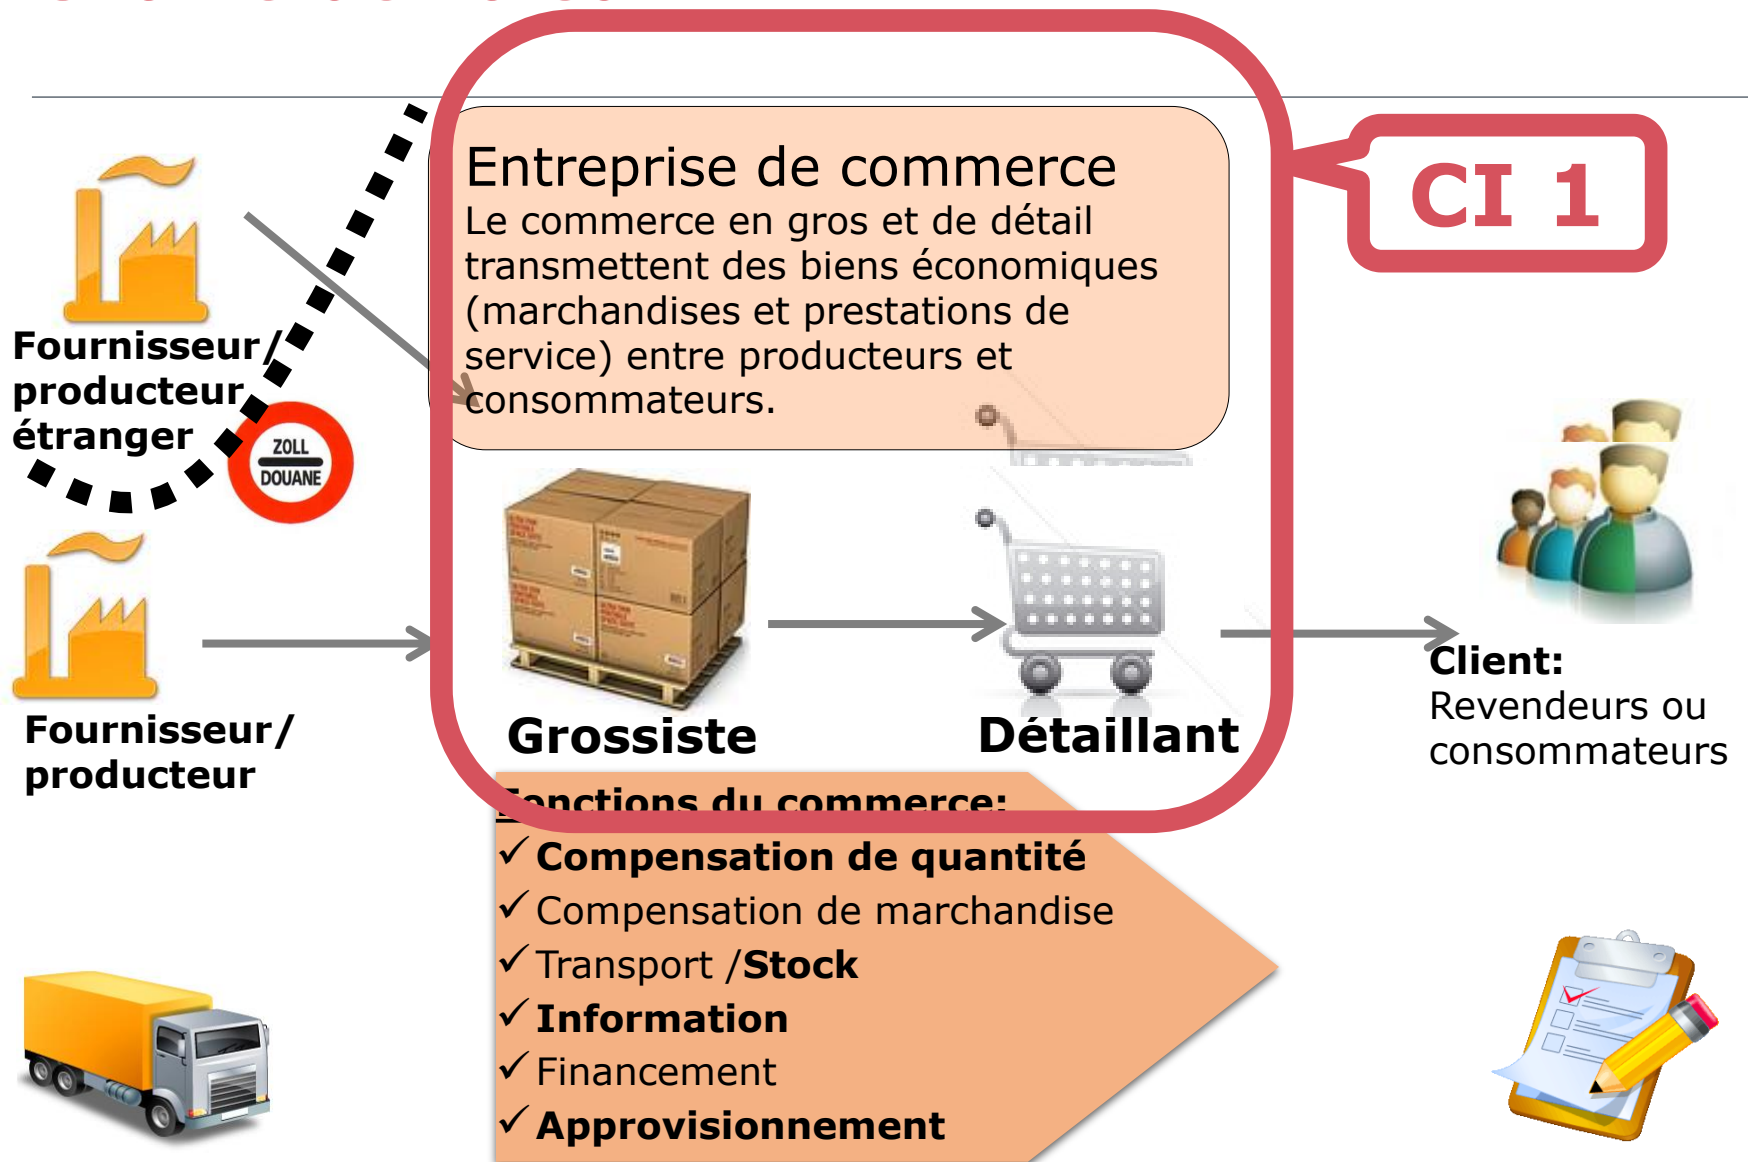 Entreprise de commerce
Le commerce en gros et de détail
transmettent des biens économiques
(marchandises et prestations de
service) entre producteurs et
consommateurs.
CI 1
Fournisseur/
producteur
étranger
ZOLL
DOUANE
Fournisseur/
producteur
Grossiste
Détaillant
Client:
Revendeurs ou
consommateurs
Fonctions du commerce:
✓ Compensation de quantité
✓ Compensation de marchandise
✓ Transport /Stock
✓ Information
✓ Financement
✓ Approvisionnement